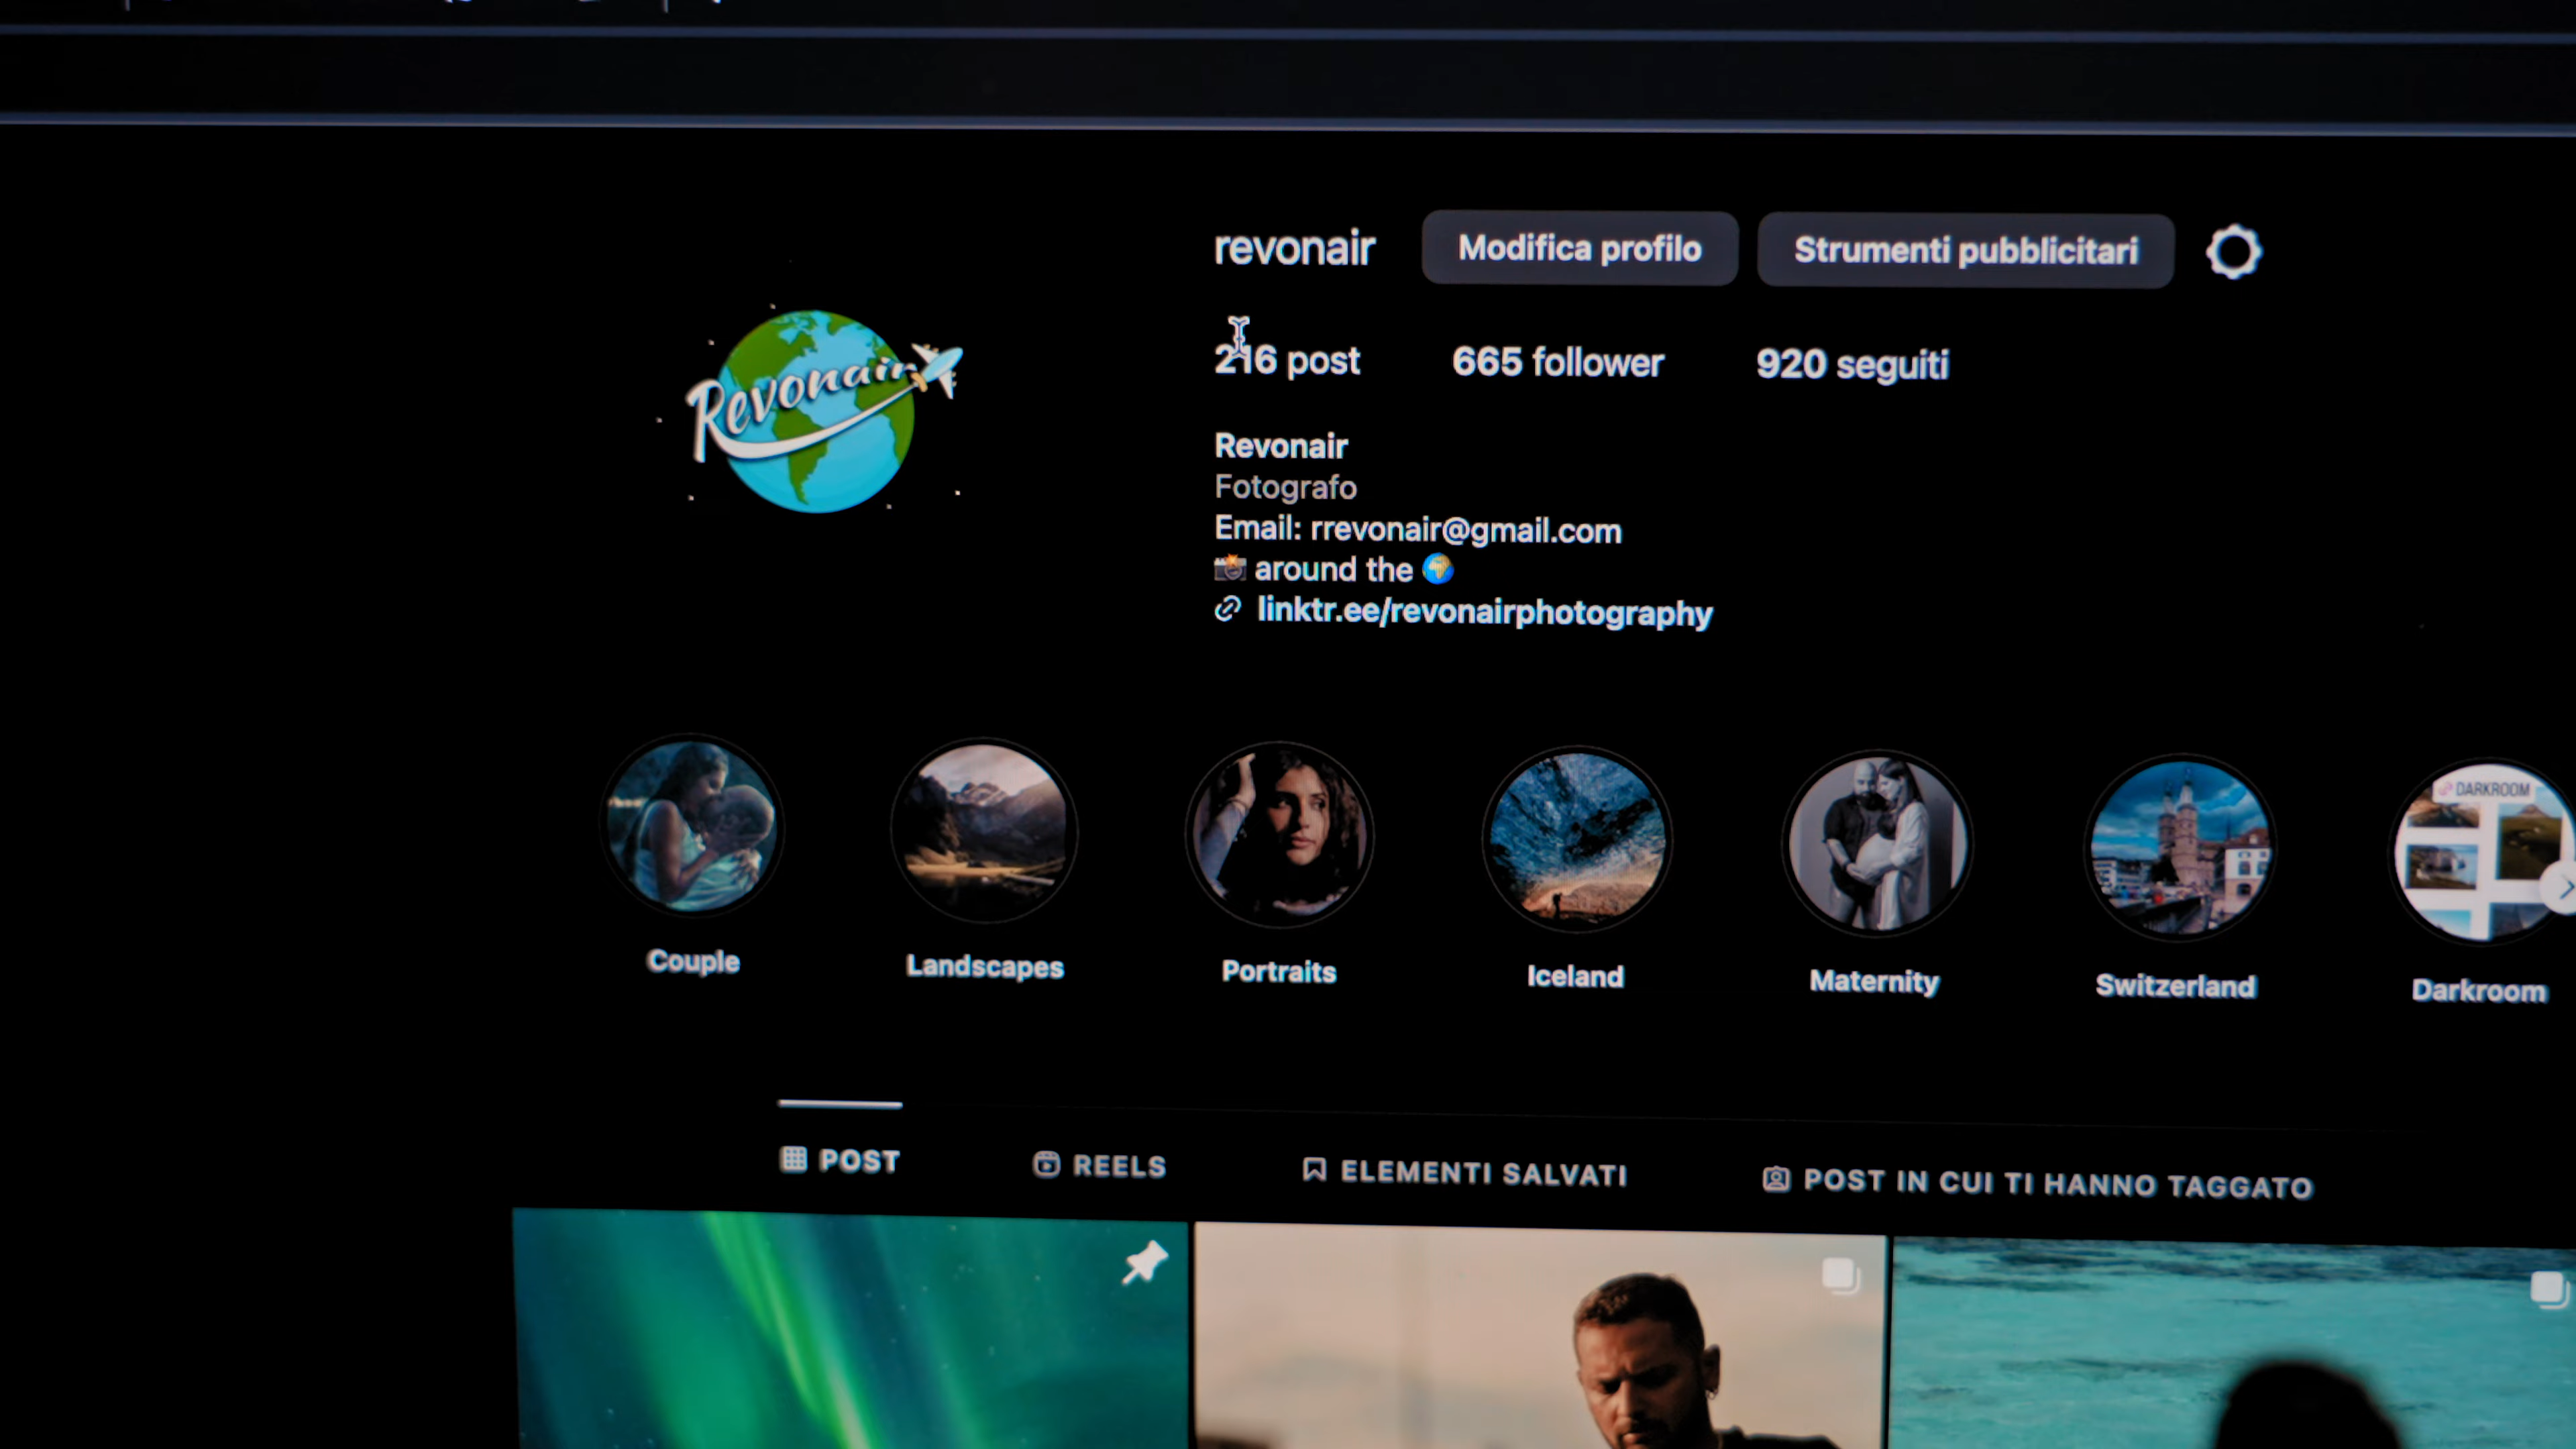 revonair Modifica profilo Strumenti pubblicitari
216 post 665 follower 920 seguiti
Revonair
Revonair
Fotografo
Email: rrevonair@gmail.com
📸 around the 🌍
linktr.ee/revonairphotography
DARKROOM
Couple Landscapes Portraits Iceland Maternity Switzerland Darkroom
POST REELS ELEMENTI SALVATI POST IN CUI TI HANNO TAGGATO